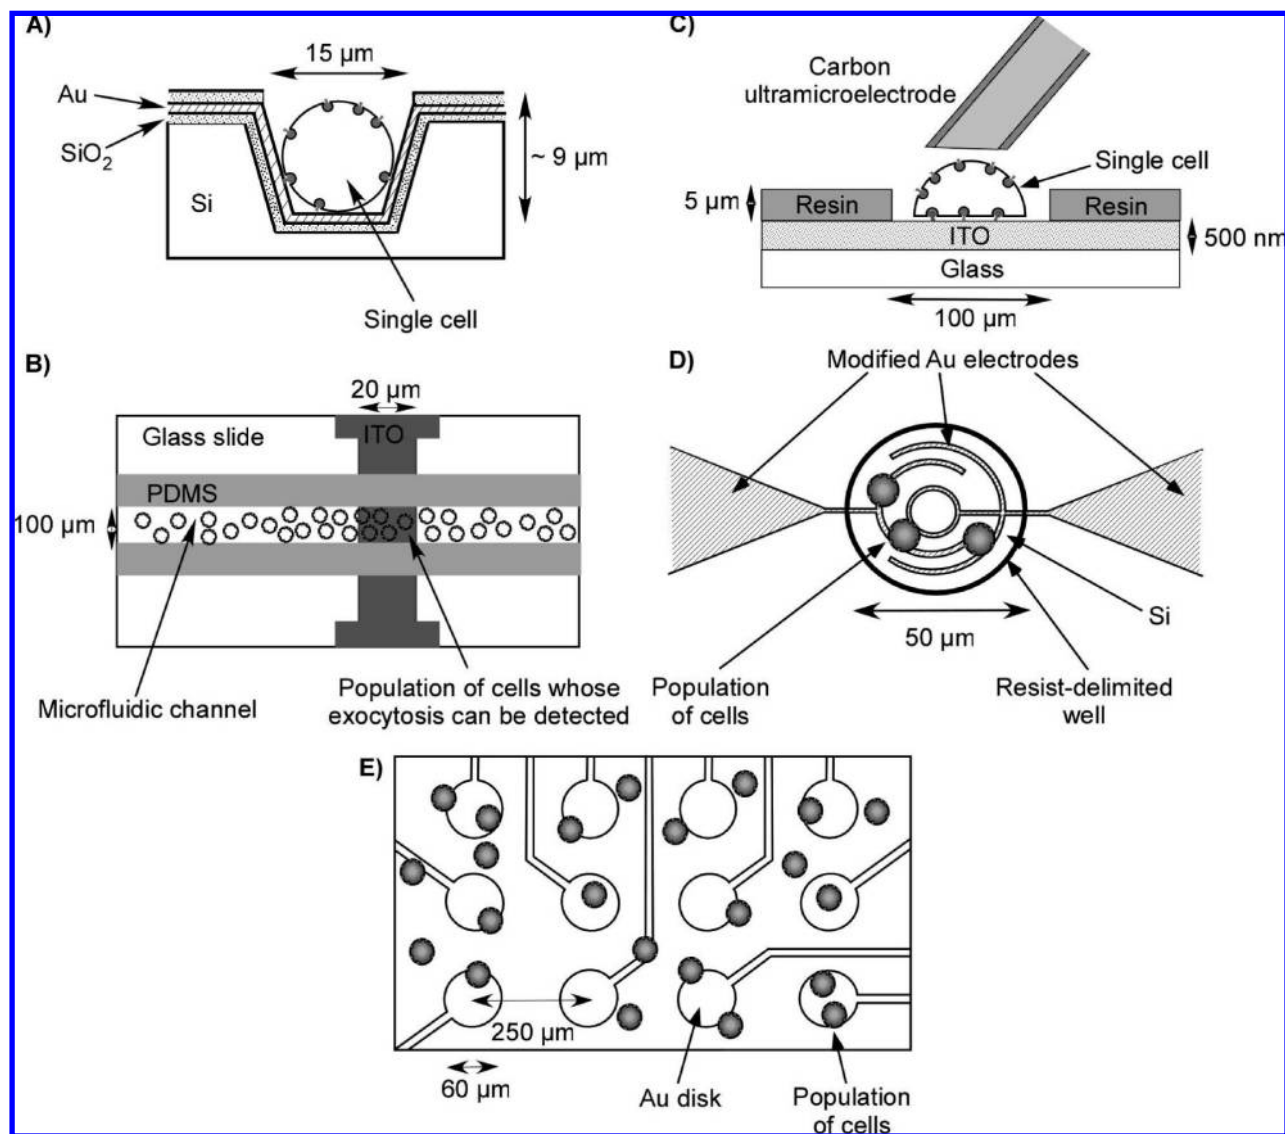 A)
15 µm
Au
SiO2
Si
~ 9 µm
Single cell
C)
Carbon
ultramicroelectrode
Single cell
5 µm
Resin
Resin
ITO
500 nm
Glass
100 µm
B)
20 µm
Glass slide
ITO
PDMS
100 µm
Microfluidic channel
Population of cells whose
exocytosis can be detected
D)
Modified Au electrodes
50 µm
Si
Population
of cells
Resist-delimited
well
E)
250 µm
60 µm
Au disk
Population
of cells